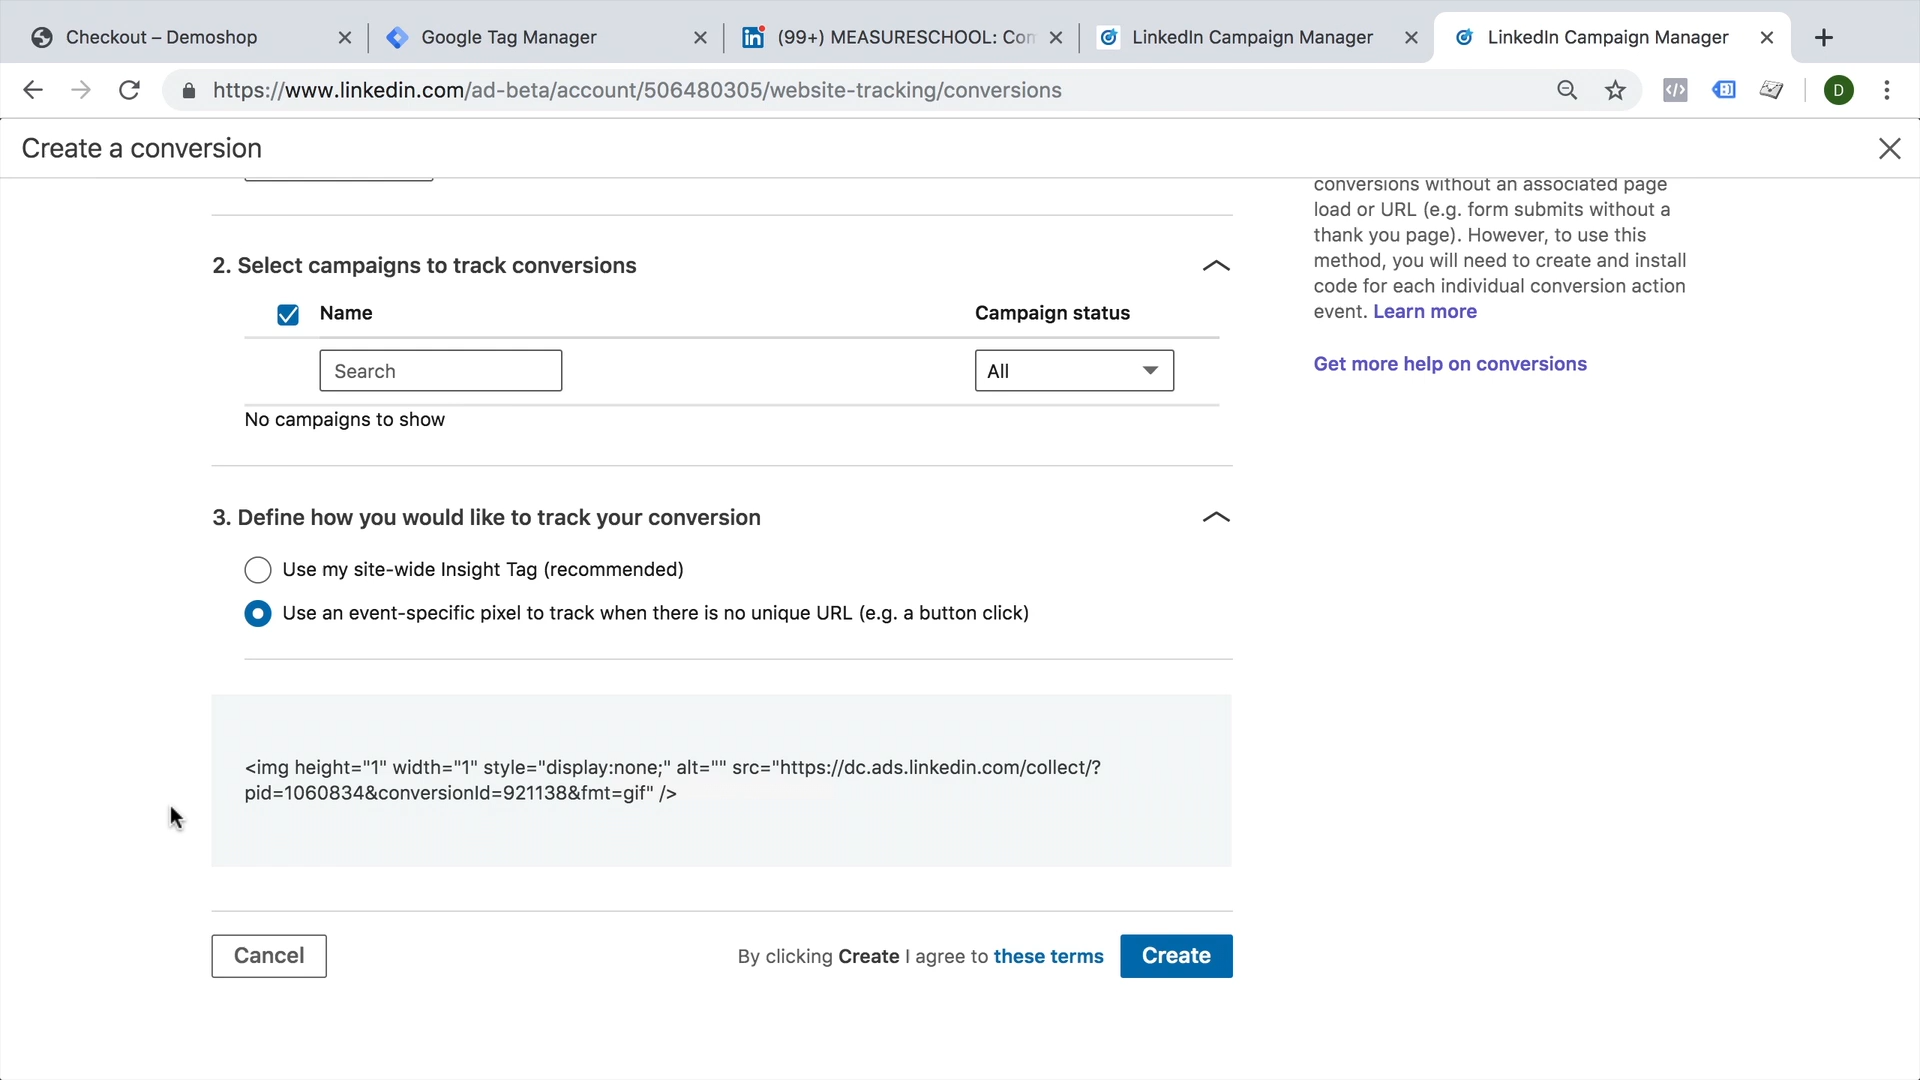 Checkout – Demoshop
Google Tag Manager
(99+) MEASURESCHOOL: Con
LinkedIn Campaign Manager
LinkedIn Campaign Manager
https://www.linkedin.com/ad-beta/account/506480305/website-tracking/conversions
D
Create a conversion
conversions without an associated page
load or URL (e.g. form submits without a
thank you page). However, to use this
method, you will need to create and install
code for each individual conversion action
event. Learn more
Get more help on conversions
2. Select campaigns to track conversions
Name
Campaign status
Search
All
No campaigns to show
3. Define how you would like to track your conversion
Use my site-wide Insight Tag (recommended)
Use an event-specific pixel to track when there is no unique URL (e.g. a button click)
<img height="1" width="1" style="display:none;" alt="" src="https://dc.ads.linkedin.com/collect/?
pid=1060834&conversionId=921138&fmt=gif" />
Cancel
By clicking Create I agree to these terms
Create